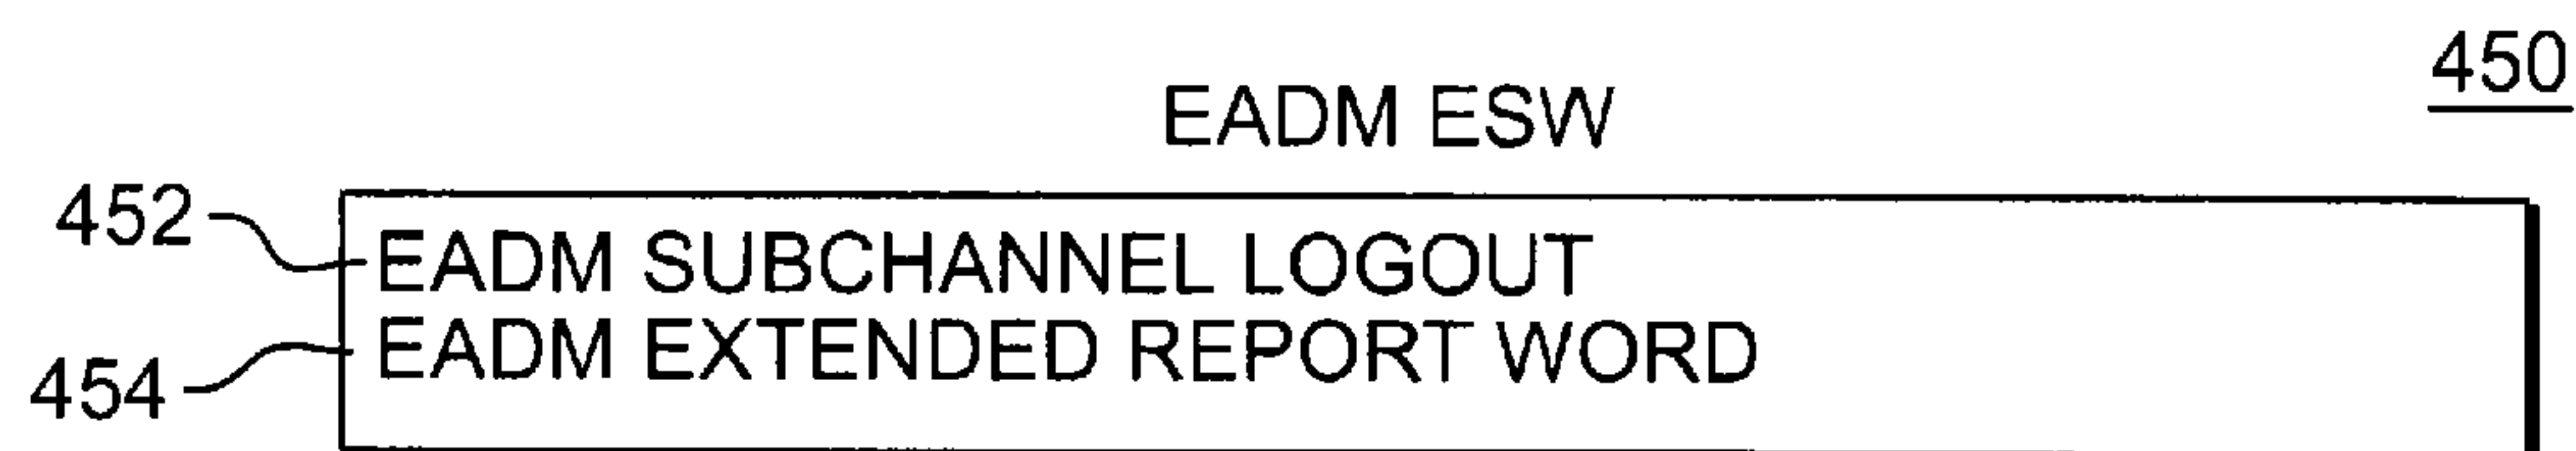 450
EADM ESW
452
EADM SUBCHANNEL LOGOUT
454
EADM EXTENDED REPORT WORD